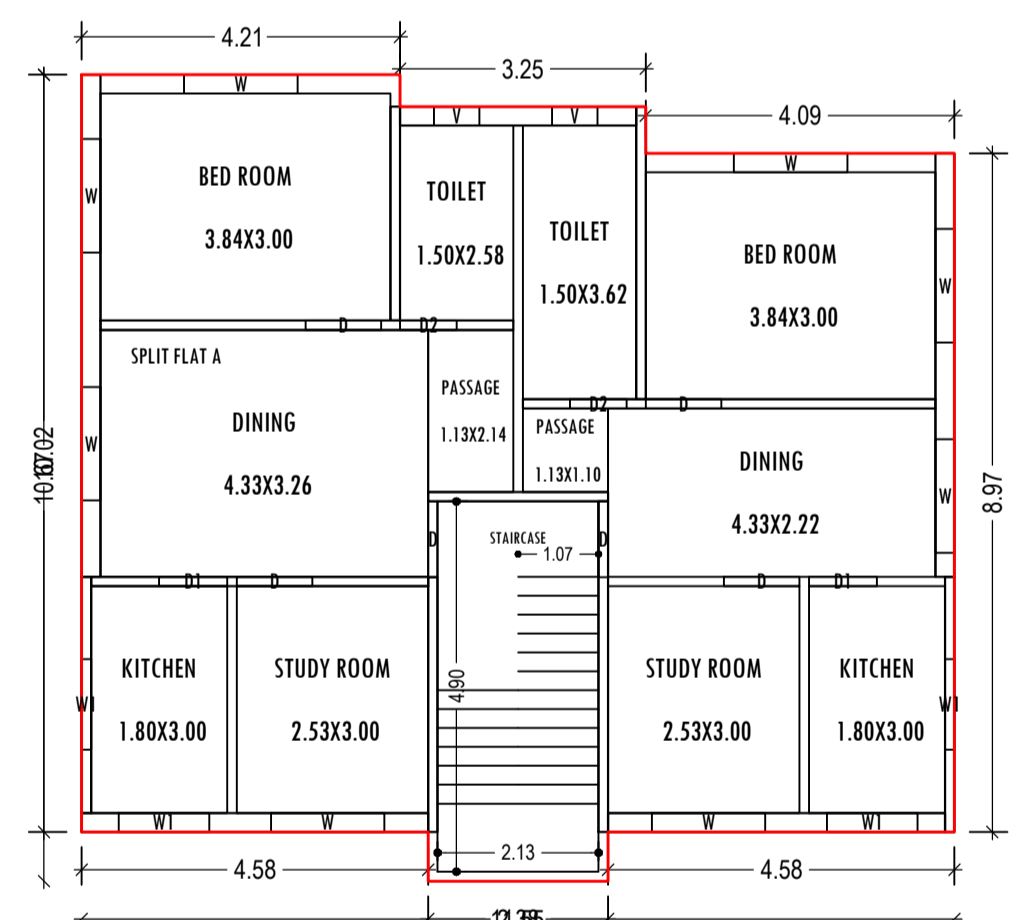 4.21
3.25
4.09
W
V
V
W
BED ROOM
3.84X3.00
W
TOILET
1.50X2.58
TOILET
1.50X3.62
BED ROOM
3.84X3.00
W
D
D2
SPLIT FLAT A
DINING
4.33X3.26
W
PASSAGE
1.13X2.14
D2
D
PASSAGE
1.13X1.10
DINING
4.33X2.22
W
8.97
D
STAIRCASE
D
1.07
D1
D
D
D1
KITCHEN
1.80X3.00
STUDY ROOM
2.53X3.00
4.90
STUDY ROOM
2.53X3.00
KITCHEN
1.80X3.00
W1
W1
W1
W
W
W1
4.58
2.13
4.58